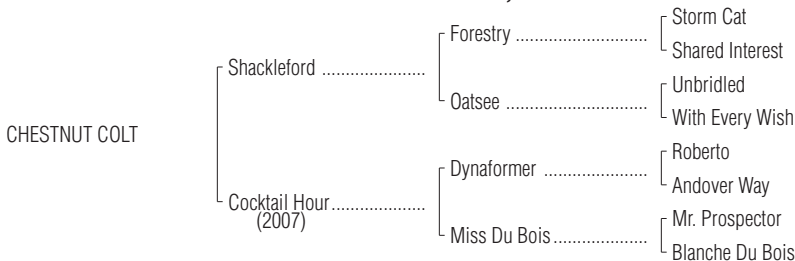 Storm Cat
Forestry ..................................
Shared Interest
Shackleford ..........................
Unbridled
Oatsee ....................................
With Every Wish
CHESTNUT COLT
Roberto
Dynaformer ..........................
Andover Way
Cocktail Hour.......................
(2007)
Mr. Prospector
Miss Du Bois........................
Blanche Du Bois